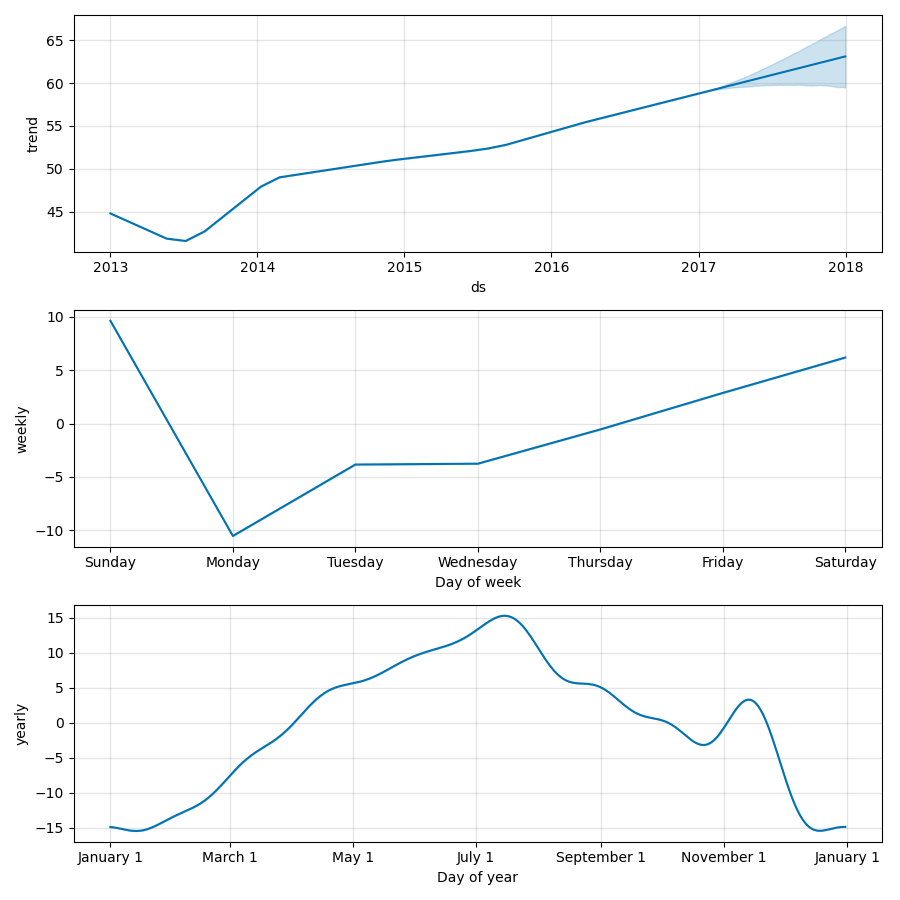 trend
65
60
55
50
45
2013 2014 2015 2016 2017 2018
ds
weekly
10
5
0
−5
−10
Sunday Monday Tuesday Wednesday Thursday Friday Saturday
Day of week
yearly
15
10
5
0
−5
−10
−15
January 1 March 1 May 1 July 1 September 1 November 1 January 1
Day of year